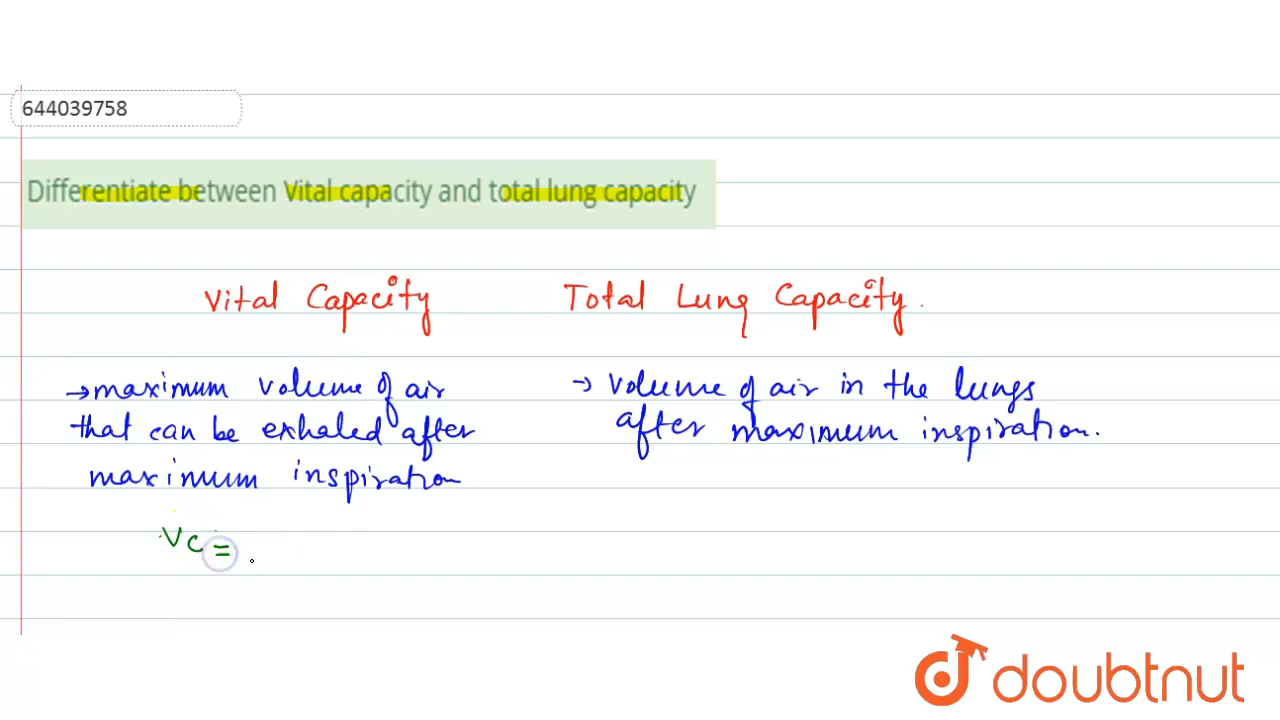 644039758
Differentiate between Vital capacity and total lung capacity
Vital Capacity
Total Lung Capacity.
→ maximum volume of air
that can be exhaled after
maximum inspiration
→ Volume of air in the lungs
after maximum inspiration.
VC =
doubtnut